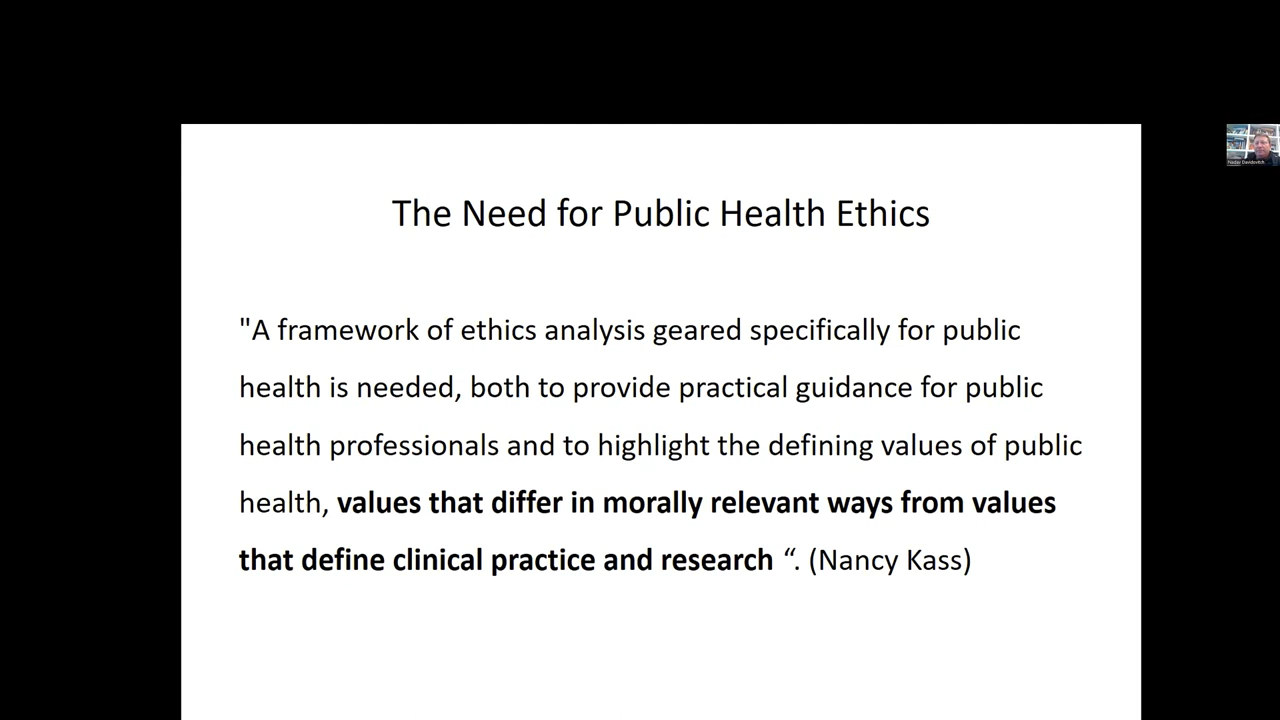 The Need for Public Health Ethics
"A framework of ethics analysis geared specifically for public
health is needed, both to provide practical guidance for public
health professionals and to highlight the defining values of public
health, values that differ in morally relevant ways from values
that define clinical practice and research “. (Nancy Kass)
Nadav Davidovitch